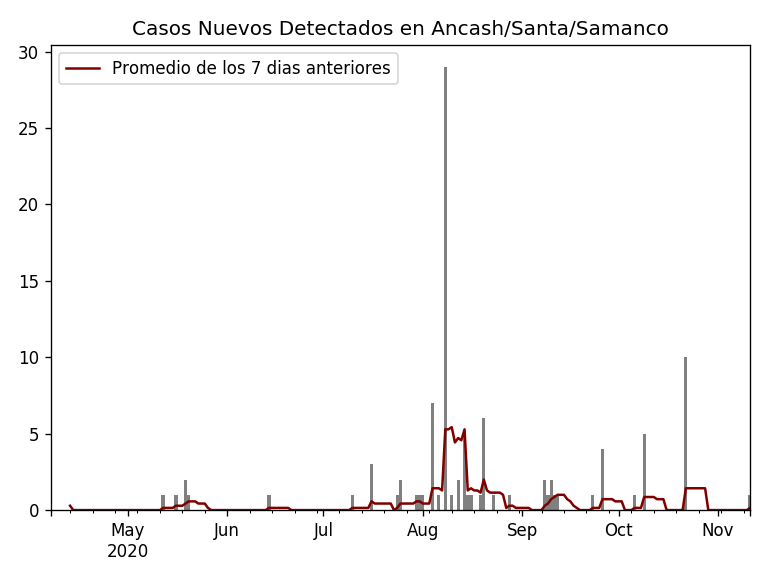 Casos Nuevos Detectados en Ancash/Santa/Samanco
Promedio de los 7 dias anteriores
30
25
20
15
10
5
0
May Jun Jul Aug Sep Oct Nov
2020